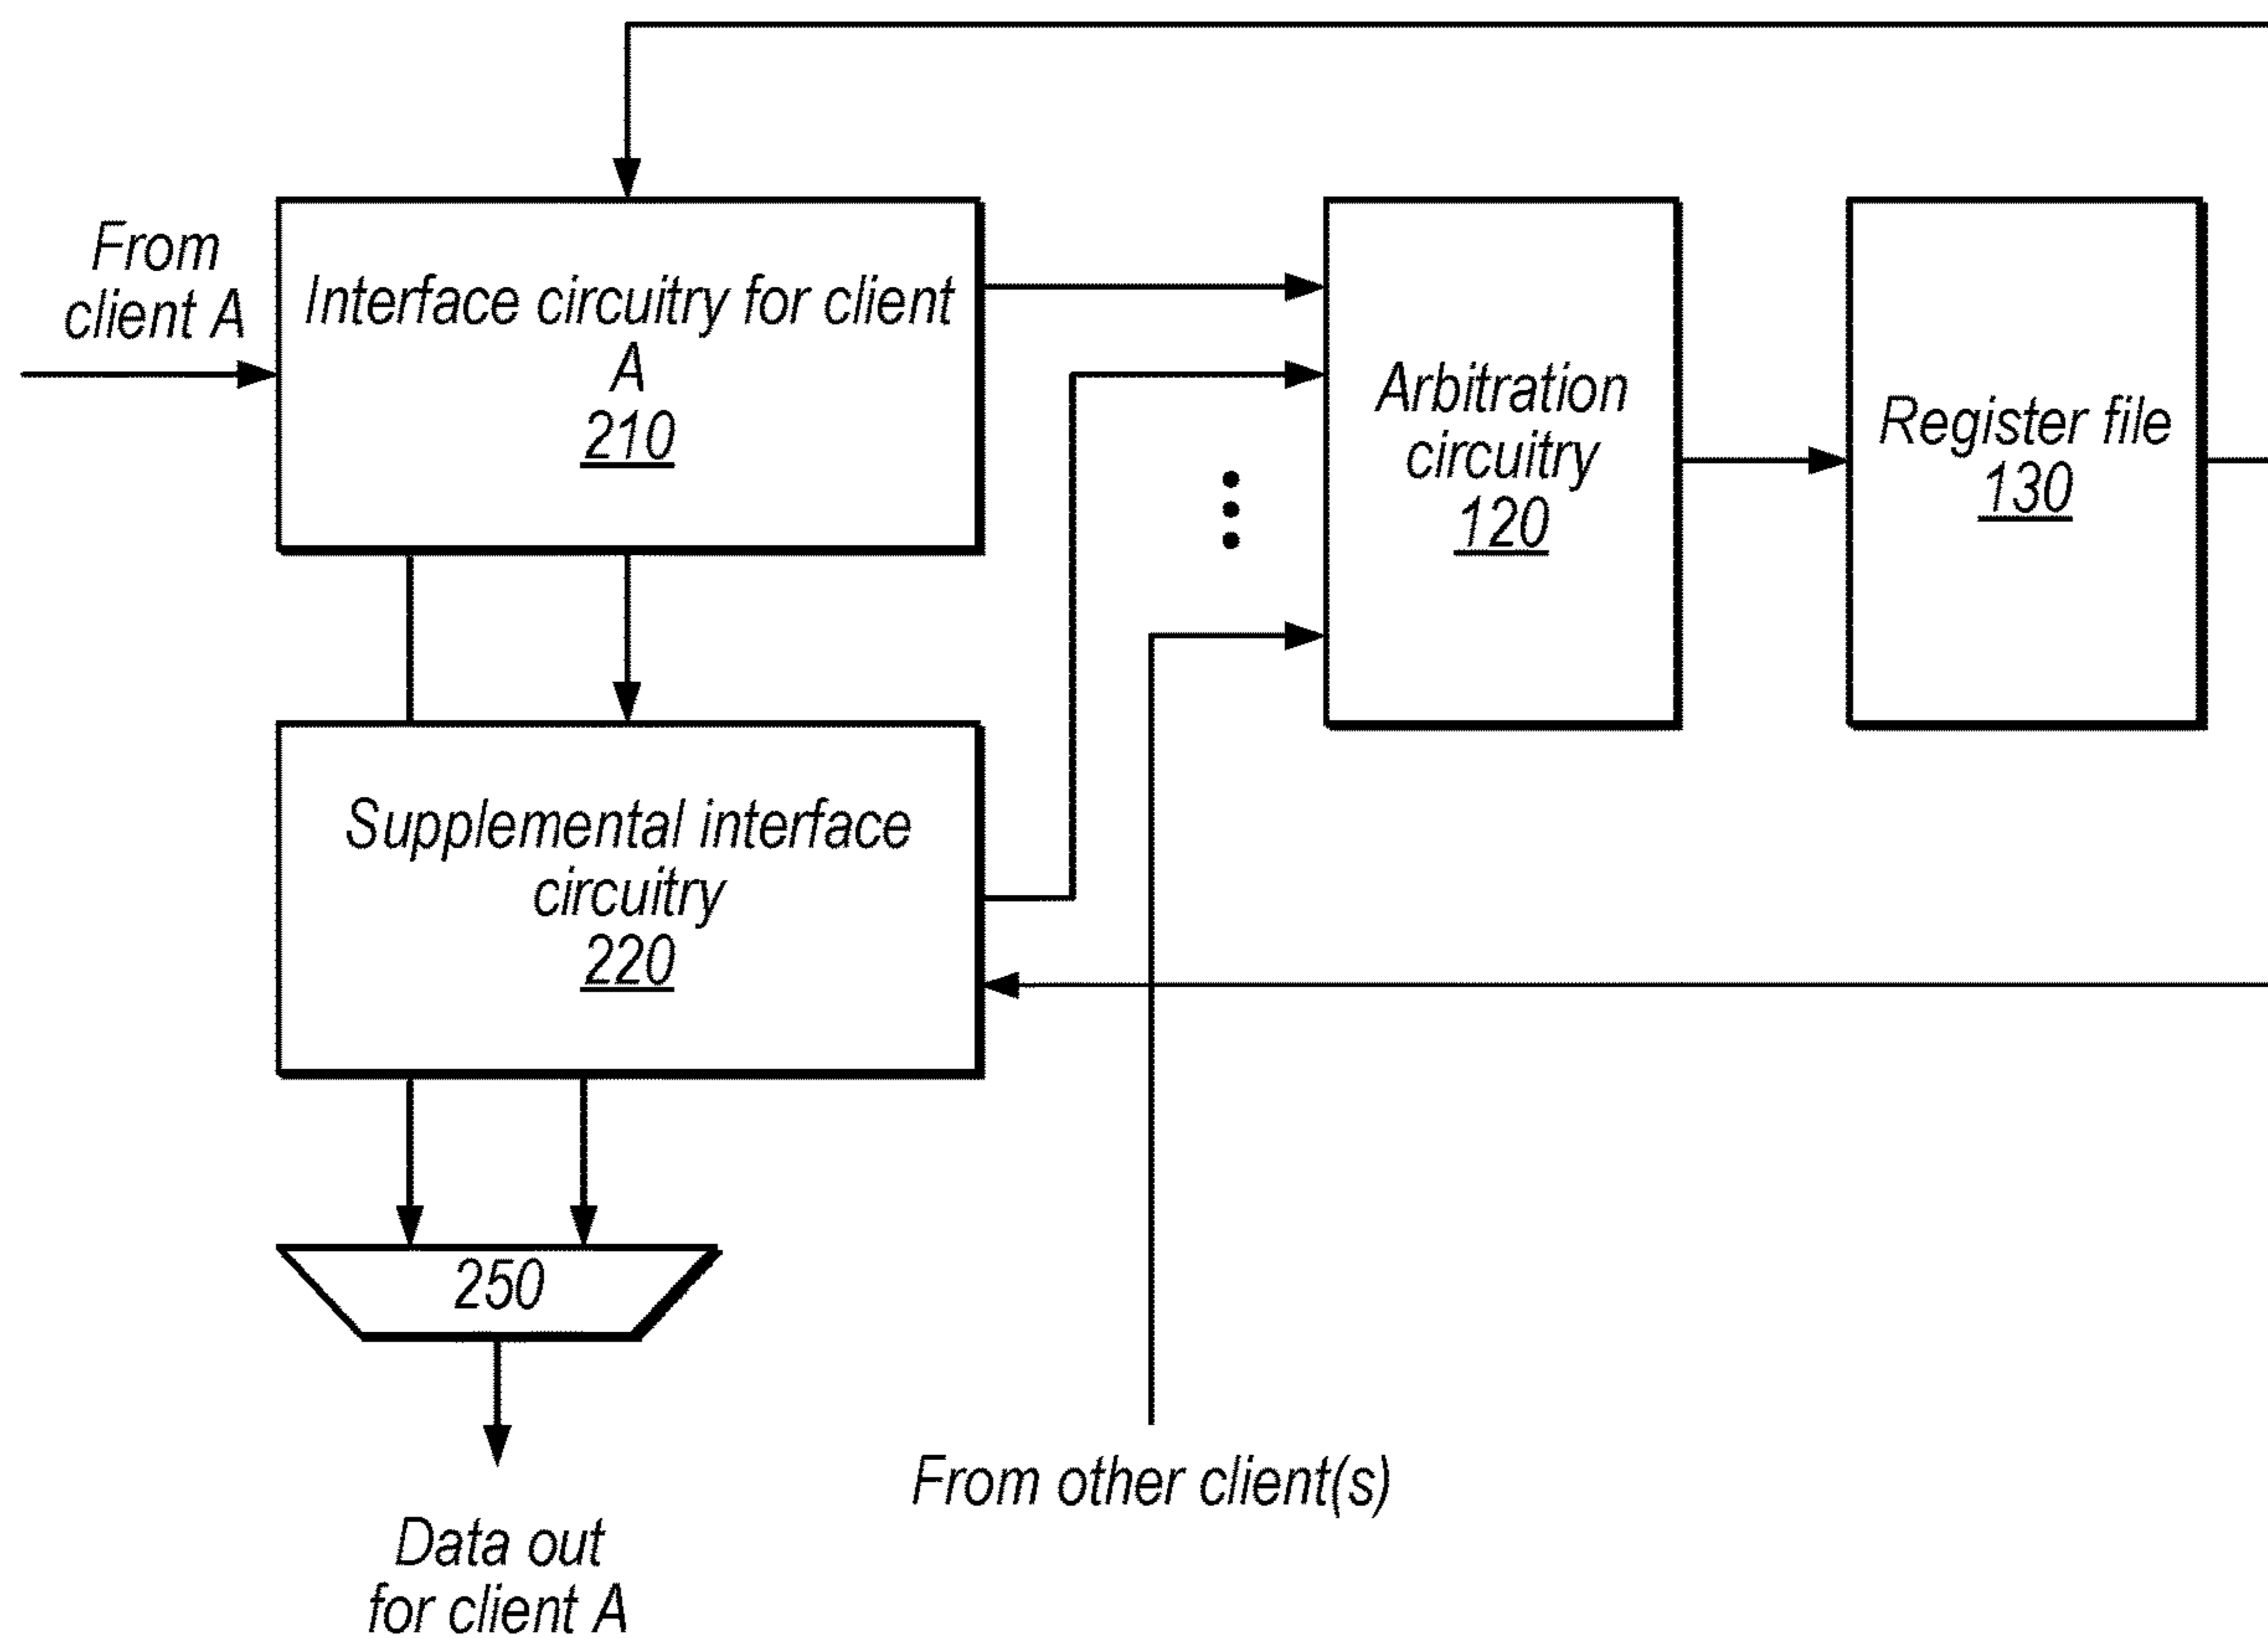 From
client A
Interface circuitry for client
A
210
Arbitration
circuitry
120
Register file
130
Supplemental interface
circuitry
220
250
From other client(s)
Data out
for client A